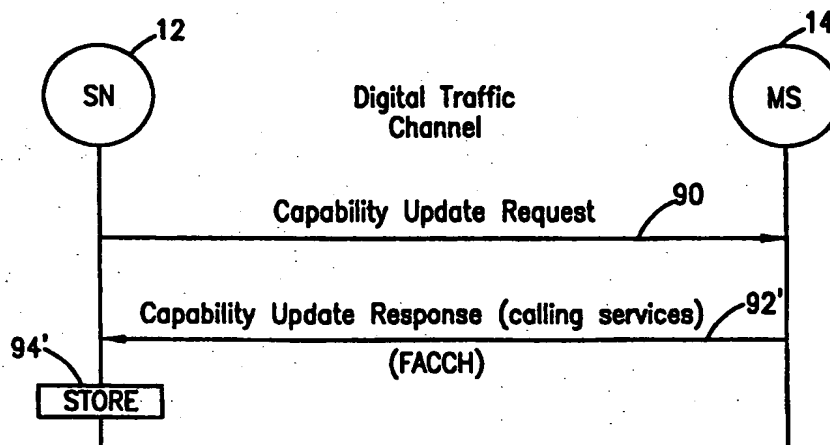 12
14
SN
Digital Traffic
Channel
MS
Capability Update Request
90
Capability Update Response (calling services)
92'
(FACCH)
94'
STORE